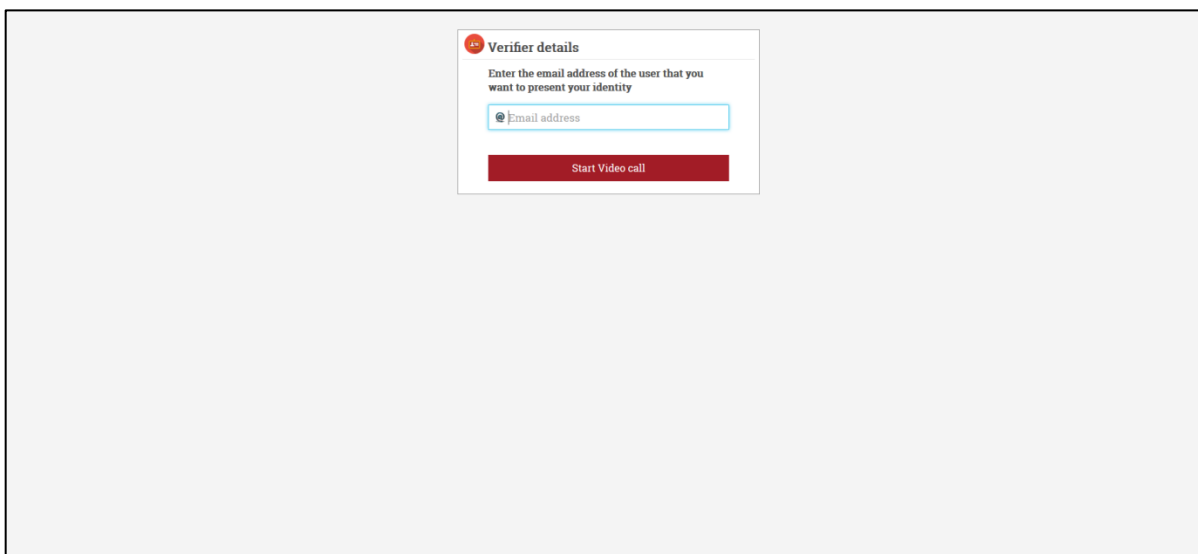 Verifier details
Enter the email address of the user that you
want to present your identity
@ Email address
Start Video call